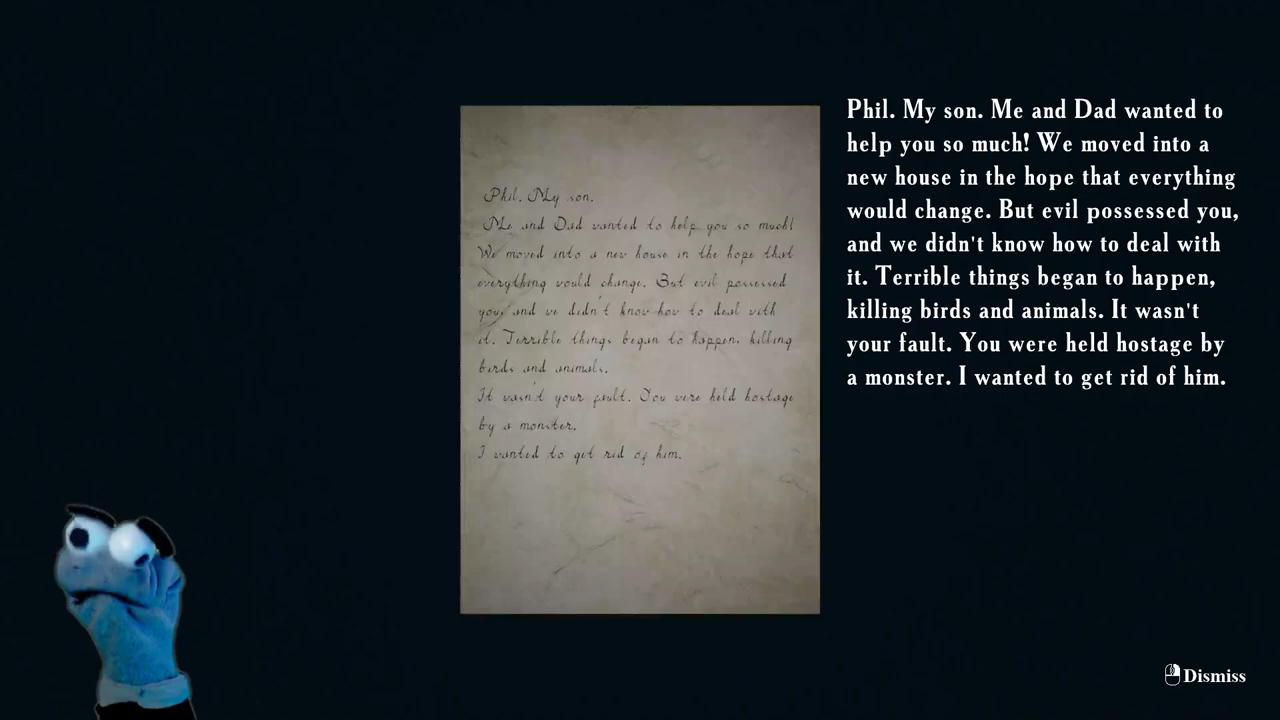 Phil. My son.
Me and Dad wanted to help you so much!
We moved into a new house in the hope that
everything would change. But evil possessed
you, and we didn't know how to deal with
it. Terrible things began to happen, killing
birds and animals.
It wasn't your fault. You were held hostage
by a monster.
I wanted to get rid of him.
Phil. My son. Me and Dad wanted to
help you so much! We moved into a
new house in the hope that everything
would change. But evil possessed you,
and we didn't know how to deal with
it. Terrible things began to happen,
killing birds and animals. It wasn't
your fault. You were held hostage by
a monster. I wanted to get rid of him.
Dismiss